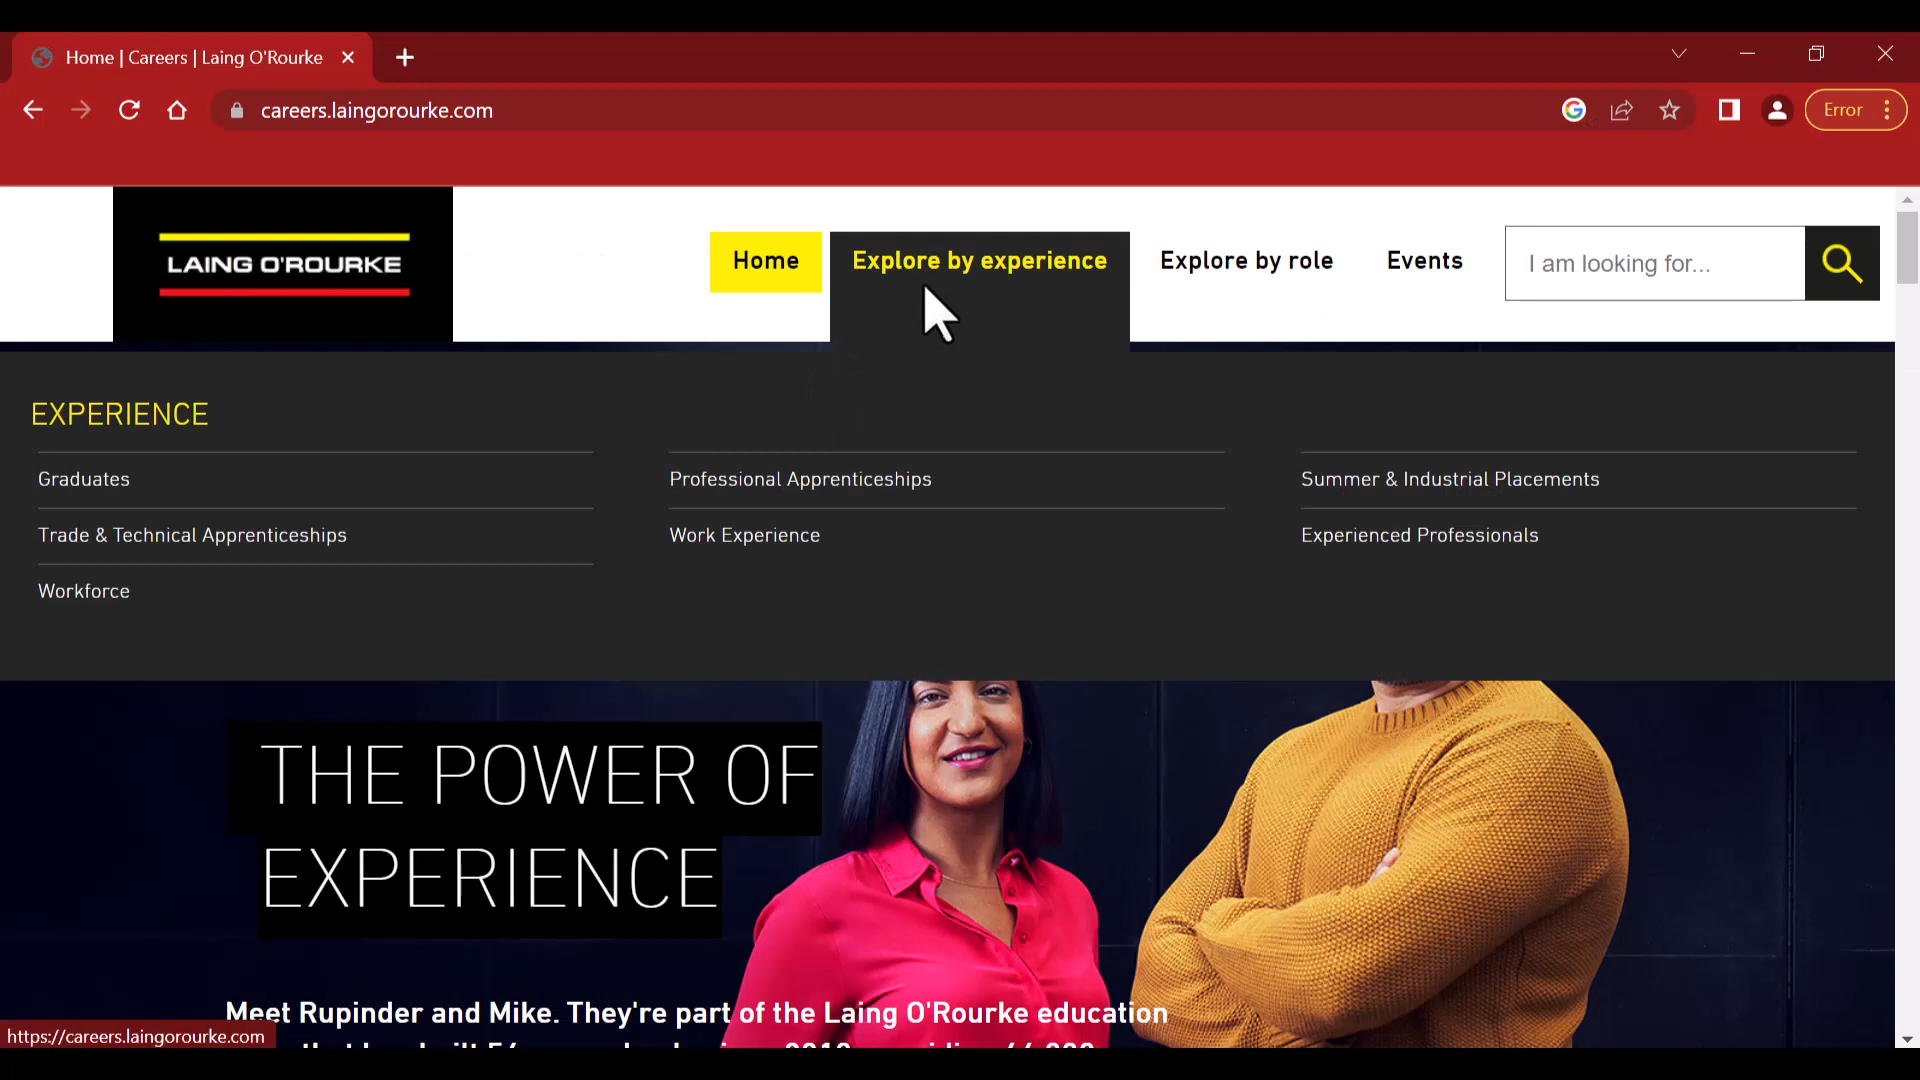 Home | Careers | Laing O'Rourke
careers.laingorourke.com
Error
LAING O'ROURKE
Home
Explore by experience
Explore by role
Events
I am looking for...
EXPERIENCE
Graduates
Professional Apprenticeships
Summer & Industrial Placements
Trade & Technical Apprenticeships
Work Experience
Experienced Professionals
Workforce
THE POWER OF
EXPERIENCE
Meet Rupinder and Mike. They're part of the Laing O'Rourke education
https://careers.laingorourke.com